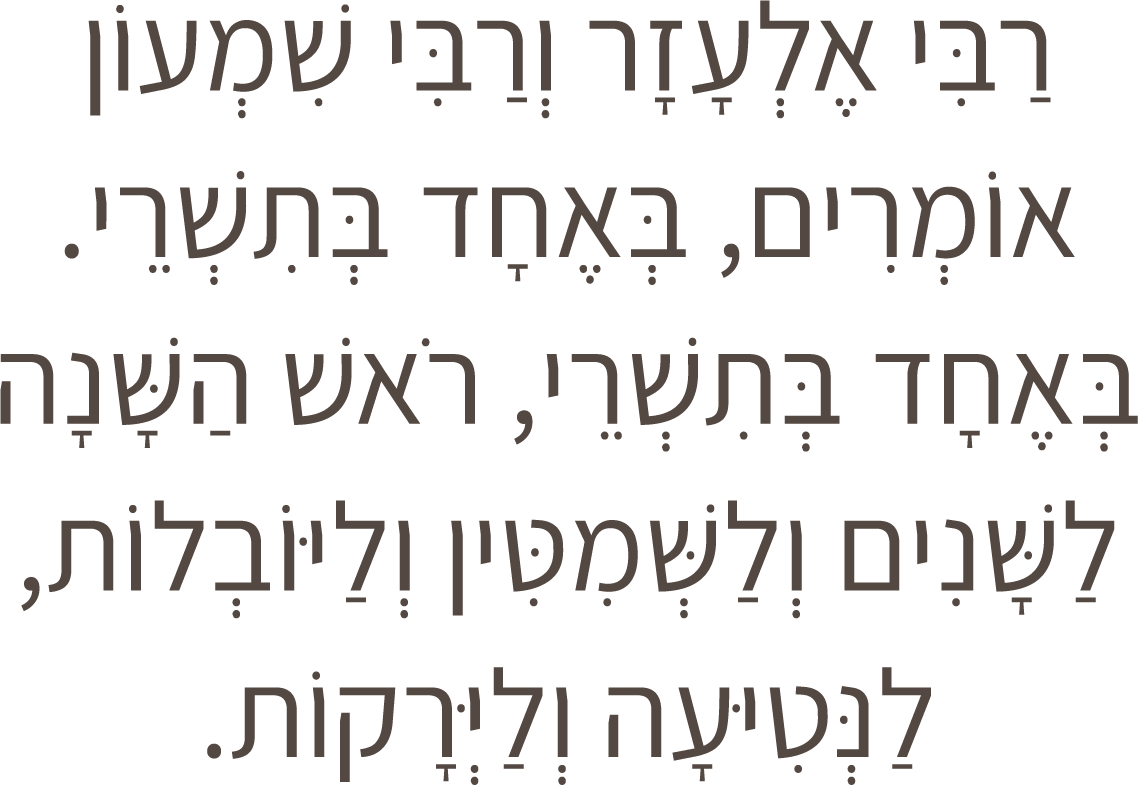 רַבִּי אֶלְעָזָר וְרַבִּי שִׁמְעוֹן
אוֹמְרִים, בְּאֶחָד בְּתִשְׁרֵי.
בְּאֶחָד בְּתִשְׁרֵי, רֹאשׁ הַשָּׁנָה
לַשָּׁנִים וְלַשְּׁמִטִּין וְלַיּוֹבְלוֹת,
לַנְּטִיעָה וְלַיְּרָקוֹת.